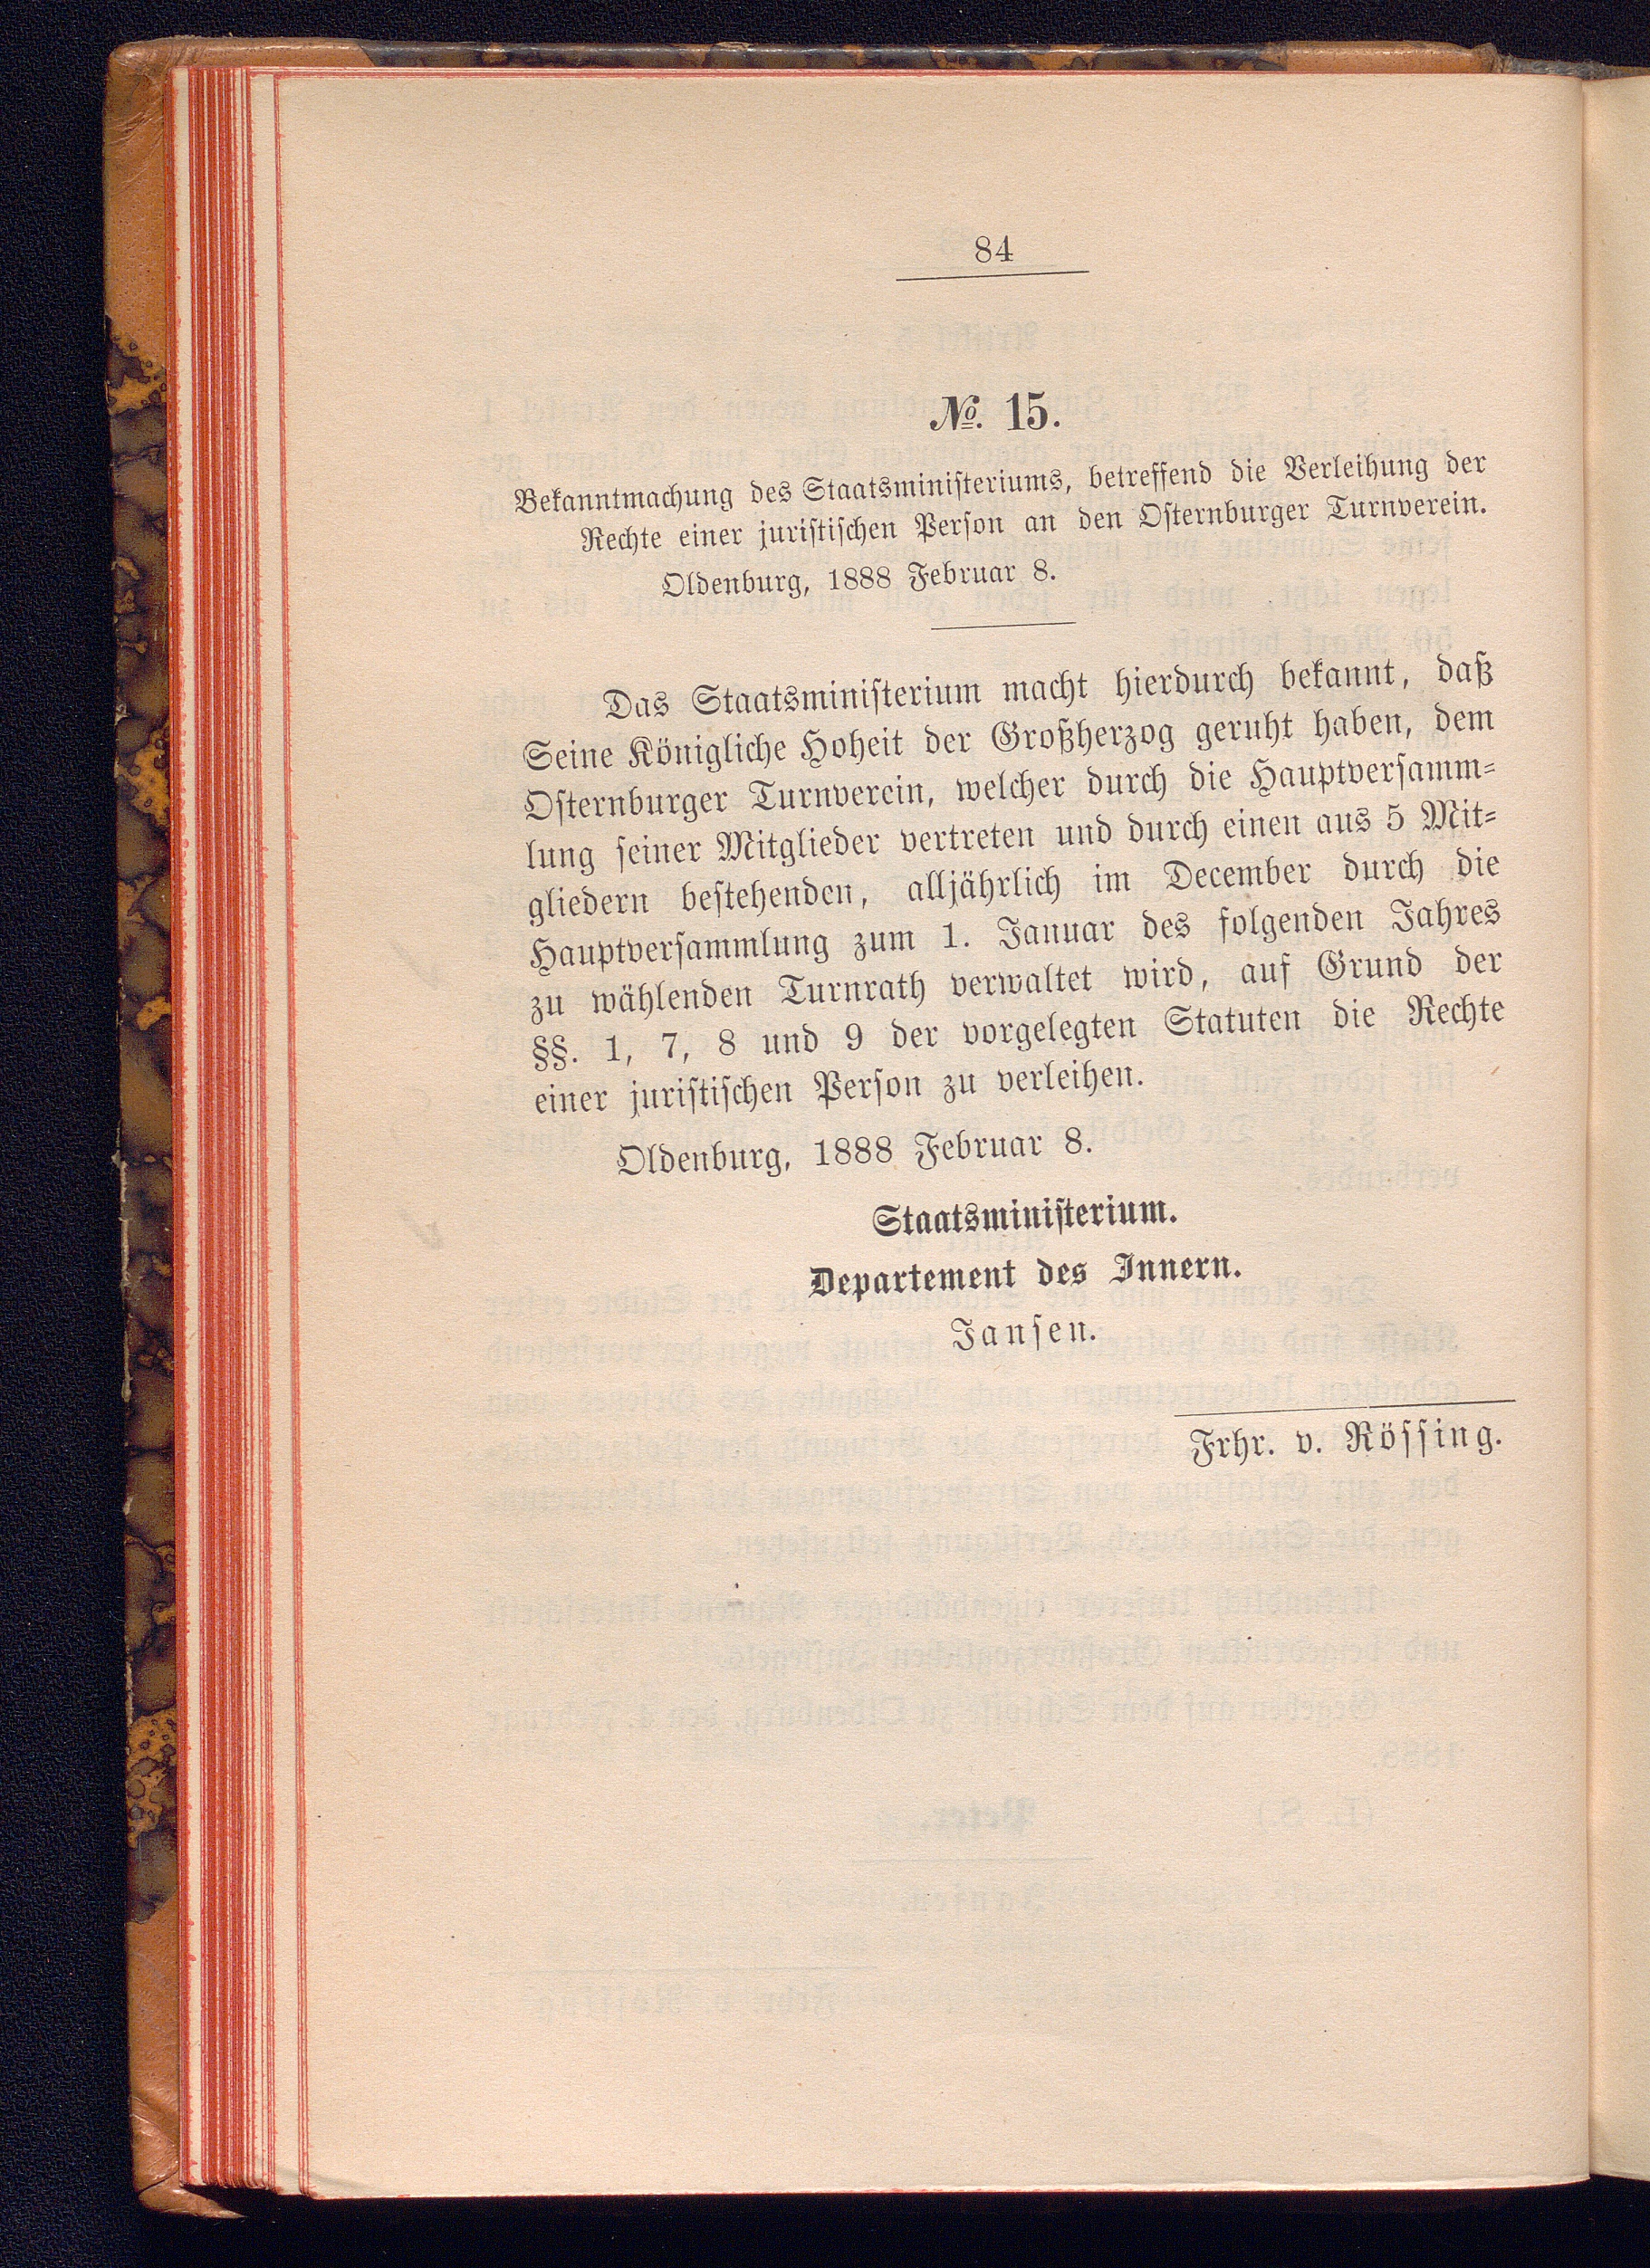 84
№. 15.
Bekanntmachung des Staatsministeriums, betreffend die Verleihung der
Rechte einer juristischen Person an den Osternburger Turnverein.
Oldenburg, 1888 Februar 8.
Das Staatsministerium macht hierdurch bekannt, daß
Seine Königliche Hoheit der Großherzog geruht haben, dem
Osternburger Turnverein, welcher durch die Hauptversamm-
lung seiner Mitglieder vertreten und durch einen aus 5 Mit-
gliedern bestehenden, alljährlich im December durch die
Hauptversammlung zum 1. Januar des folgenden Jahres
zu wählenden Turnrath verwaltet wird, auf Grund der
§§. 1, 7, 8 und 9 der vorgelegten Statuten die Rechte
einer juristischen Person zu verleihen.
Oldenburg, 1888 Februar 8.
Staatsministerium.
Departement des Innern.
Jansen.
Frhr. v. Rössing.